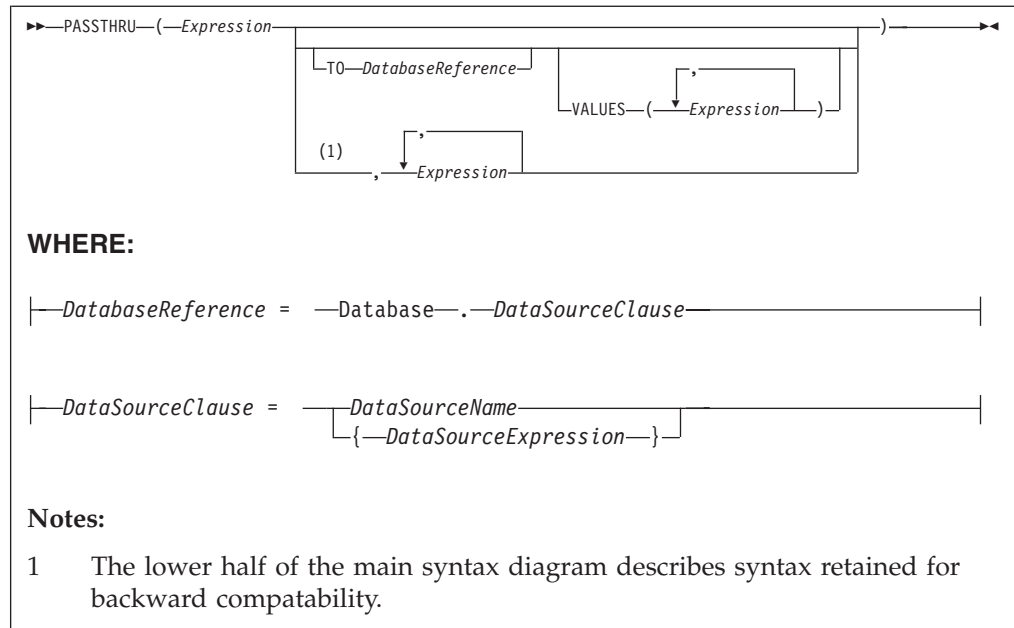 PASSTHRU ( Expression )
TO DatabaseReference
,
VALUES ( Expression )
,
(1)
, Expression
WHERE:
DatabaseReference = Database . DataSourceClause
DataSourceClause = DataSourceName
{ DataSourceExpression }
Notes:
1 The lower half of the main syntax diagram describes syntax retained for
backward compatability.